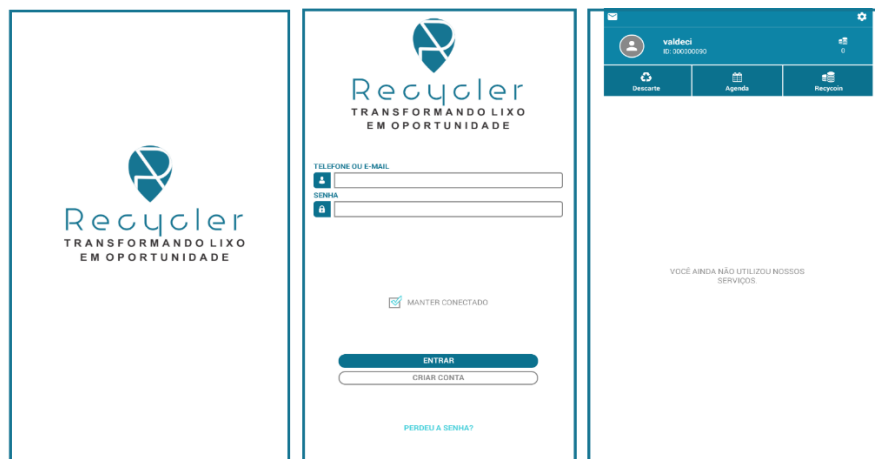 Recycler
TRANSFORMANDO LIXO
EM OPORTUNIDADE
Recycler
TRANSFORMANDO LIXO
EM OPORTUNIDADE
TELEFONE OU E-MAIL
SENHA
MANTER CONECTADO
ENTRAR
CRIAR CONTA
PERDEU A SENHA?
valdeci
ID: 300300090
0
Descarte
Agenda
Recycoin
VOCÊ AINDA NÃO UTILIZOU NOSSOS
SERVIÇOS.